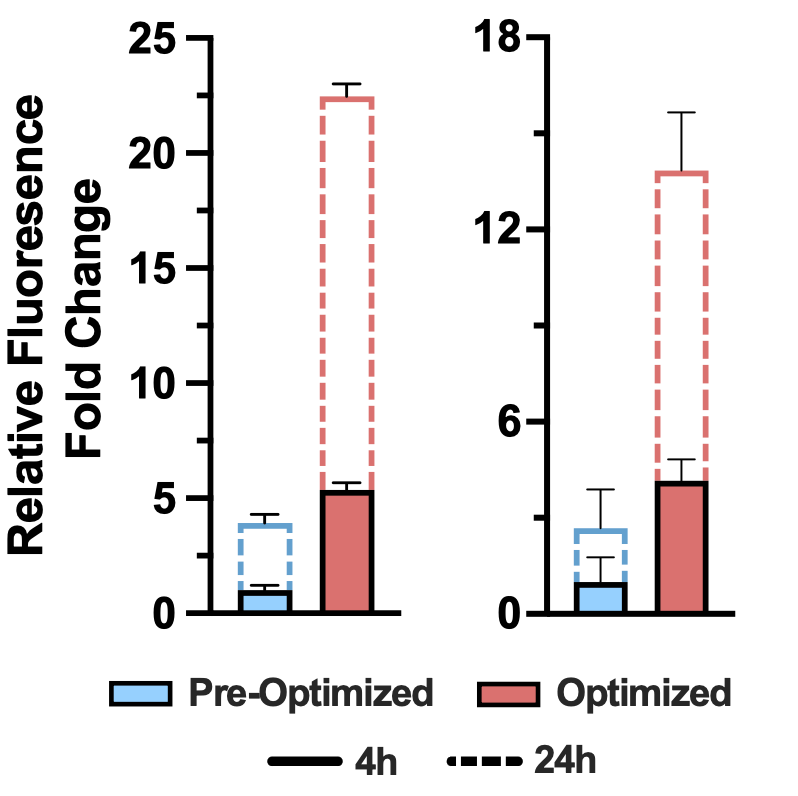 Relative Fluoresence
Fold Change
25
20
15
10
5
0
18
12
6
0
Pre-Optimized
Optimized
4h
24h